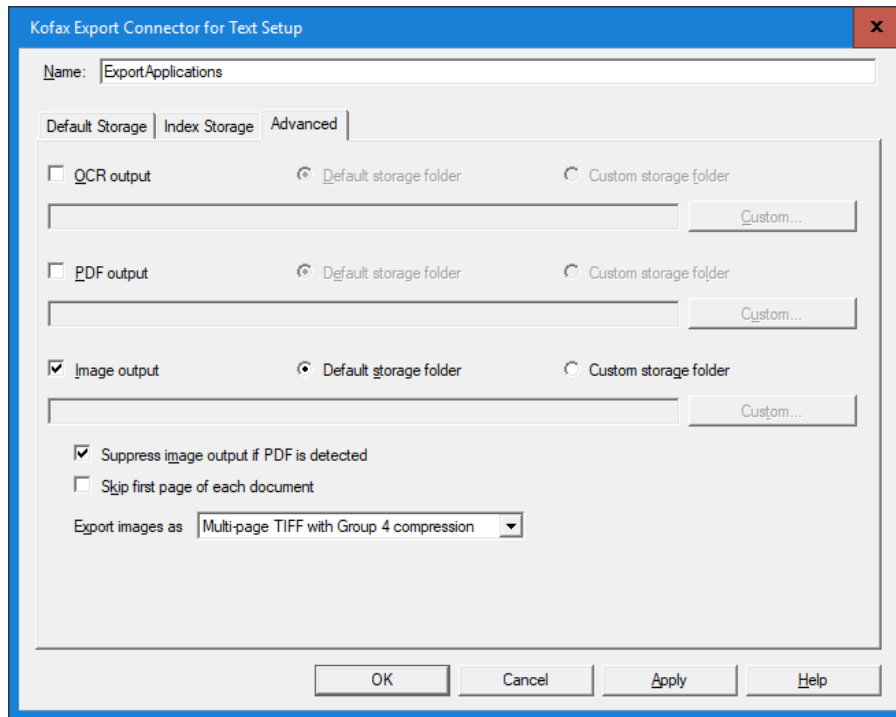 Kofax Export Connector for Text Setup
x
Name: ExportApplications
Default Storage Index Storage Advanced
OCR output Default storage folder Custom storage folder
Custom...
PDF output Default storage folder Custom storage folder
Custom...
Image output Default storage folder Custom storage folder
Custom...
Suppress image output if PDF is detected
Skip first page of each document
Export images as Multi-page TIFF with Group 4 compression
OK Cancel Apply Help